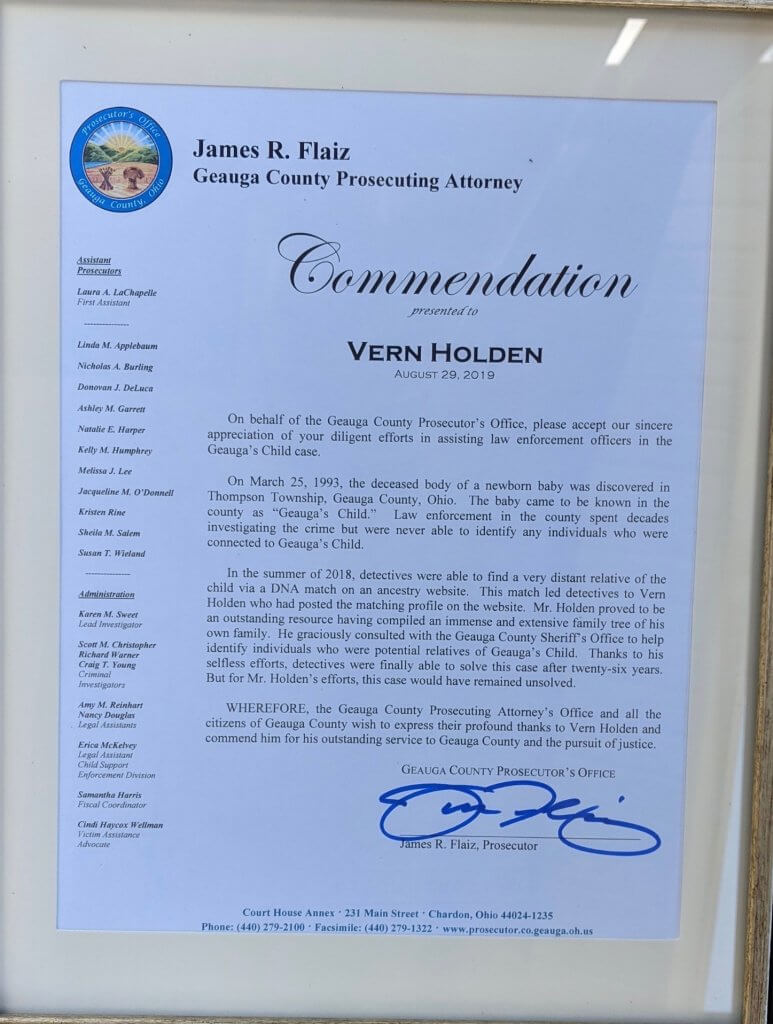 Prosecutor's Office
Geauga County, Ohio
James R. Flaiz
Geauga County Prosecuting Attorney
Assistant
Prosecutors
Laura A. LaChapelle
First Assistant
---------------
Linda M. Applebaum
Nicholas A. Burling
Donovan J. DeLuca
Ashley M. Garrett
Natalie E. Harper
Kelly M. Humphrey
Melissa J. Lee
Jacqueline M. O'Donnell
Kristen Rine
Sheila M. Salem
Susan T. Wieland
---------------
Administration
Karen M. Sweet
Lead Investigator
Scott M. Christopher
Richard Warner
Craig T. Young
Criminal
Investigators
Amy M. Reinhart
Nancy Douglas
Legal Assistants
Erica McKelvey
Legal Assistant
Child Support
Enforcement Division
Samantha Harris
Fiscal Coordinator
Cindi Haycox Wellman
Victim Assistance
Advocate
Commendation
presented to
VERN HOLDEN
AUGUST 29, 2019
On behalf of the Geauga County Prosecutor's Office, please accept our sincere
appreciation of your diligent efforts in assisting law enforcement officers in the
Geauga's Child case.
On March 25, 1993, the deceased body of a newborn baby was discovered in
Thompson Township, Geauga County, Ohio. The baby came to be known in the
county as "Geauga's Child." Law enforcement in the county spent decades
investigating the crime but were never able to identify any individuals who were
connected to Geauga's Child.
In the summer of 2018, detectives were able to find a very distant relative of the
child via a DNA match on an ancestry website. This match led detectives to Vern
Holden who had posted the matching profile on the website. Mr. Holden proved to be
an outstanding resource having compiled an immense and extensive family tree of his
own family. He graciously consulted with the Geauga County Sheriff's Office to help
identify individuals who were potential relatives of Geauga's Child. Thanks to his
selfless efforts, detectives were finally able to solve this case after twenty-six years.
But for Mr. Holden's efforts, this case would have remained unsolved.
WHEREFORE, the Geauga County Prosecuting Attorney's Office and all the
citizens of Geauga County wish to express their profound thanks to Vern Holden and
commend him for his outstanding service to Geauga County and the pursuit of justice.
GEAUGA COUNTY PROSECUTOR'S OFFICE
James R. Flaiz, Prosecutor
Court House Annex · 231 Main Street · Chardon, Ohio 44024-1235
Phone: (440) 279-2100 · Facsimile: (440) 279-1322 · www.prosecutor.co.geauga.oh.us